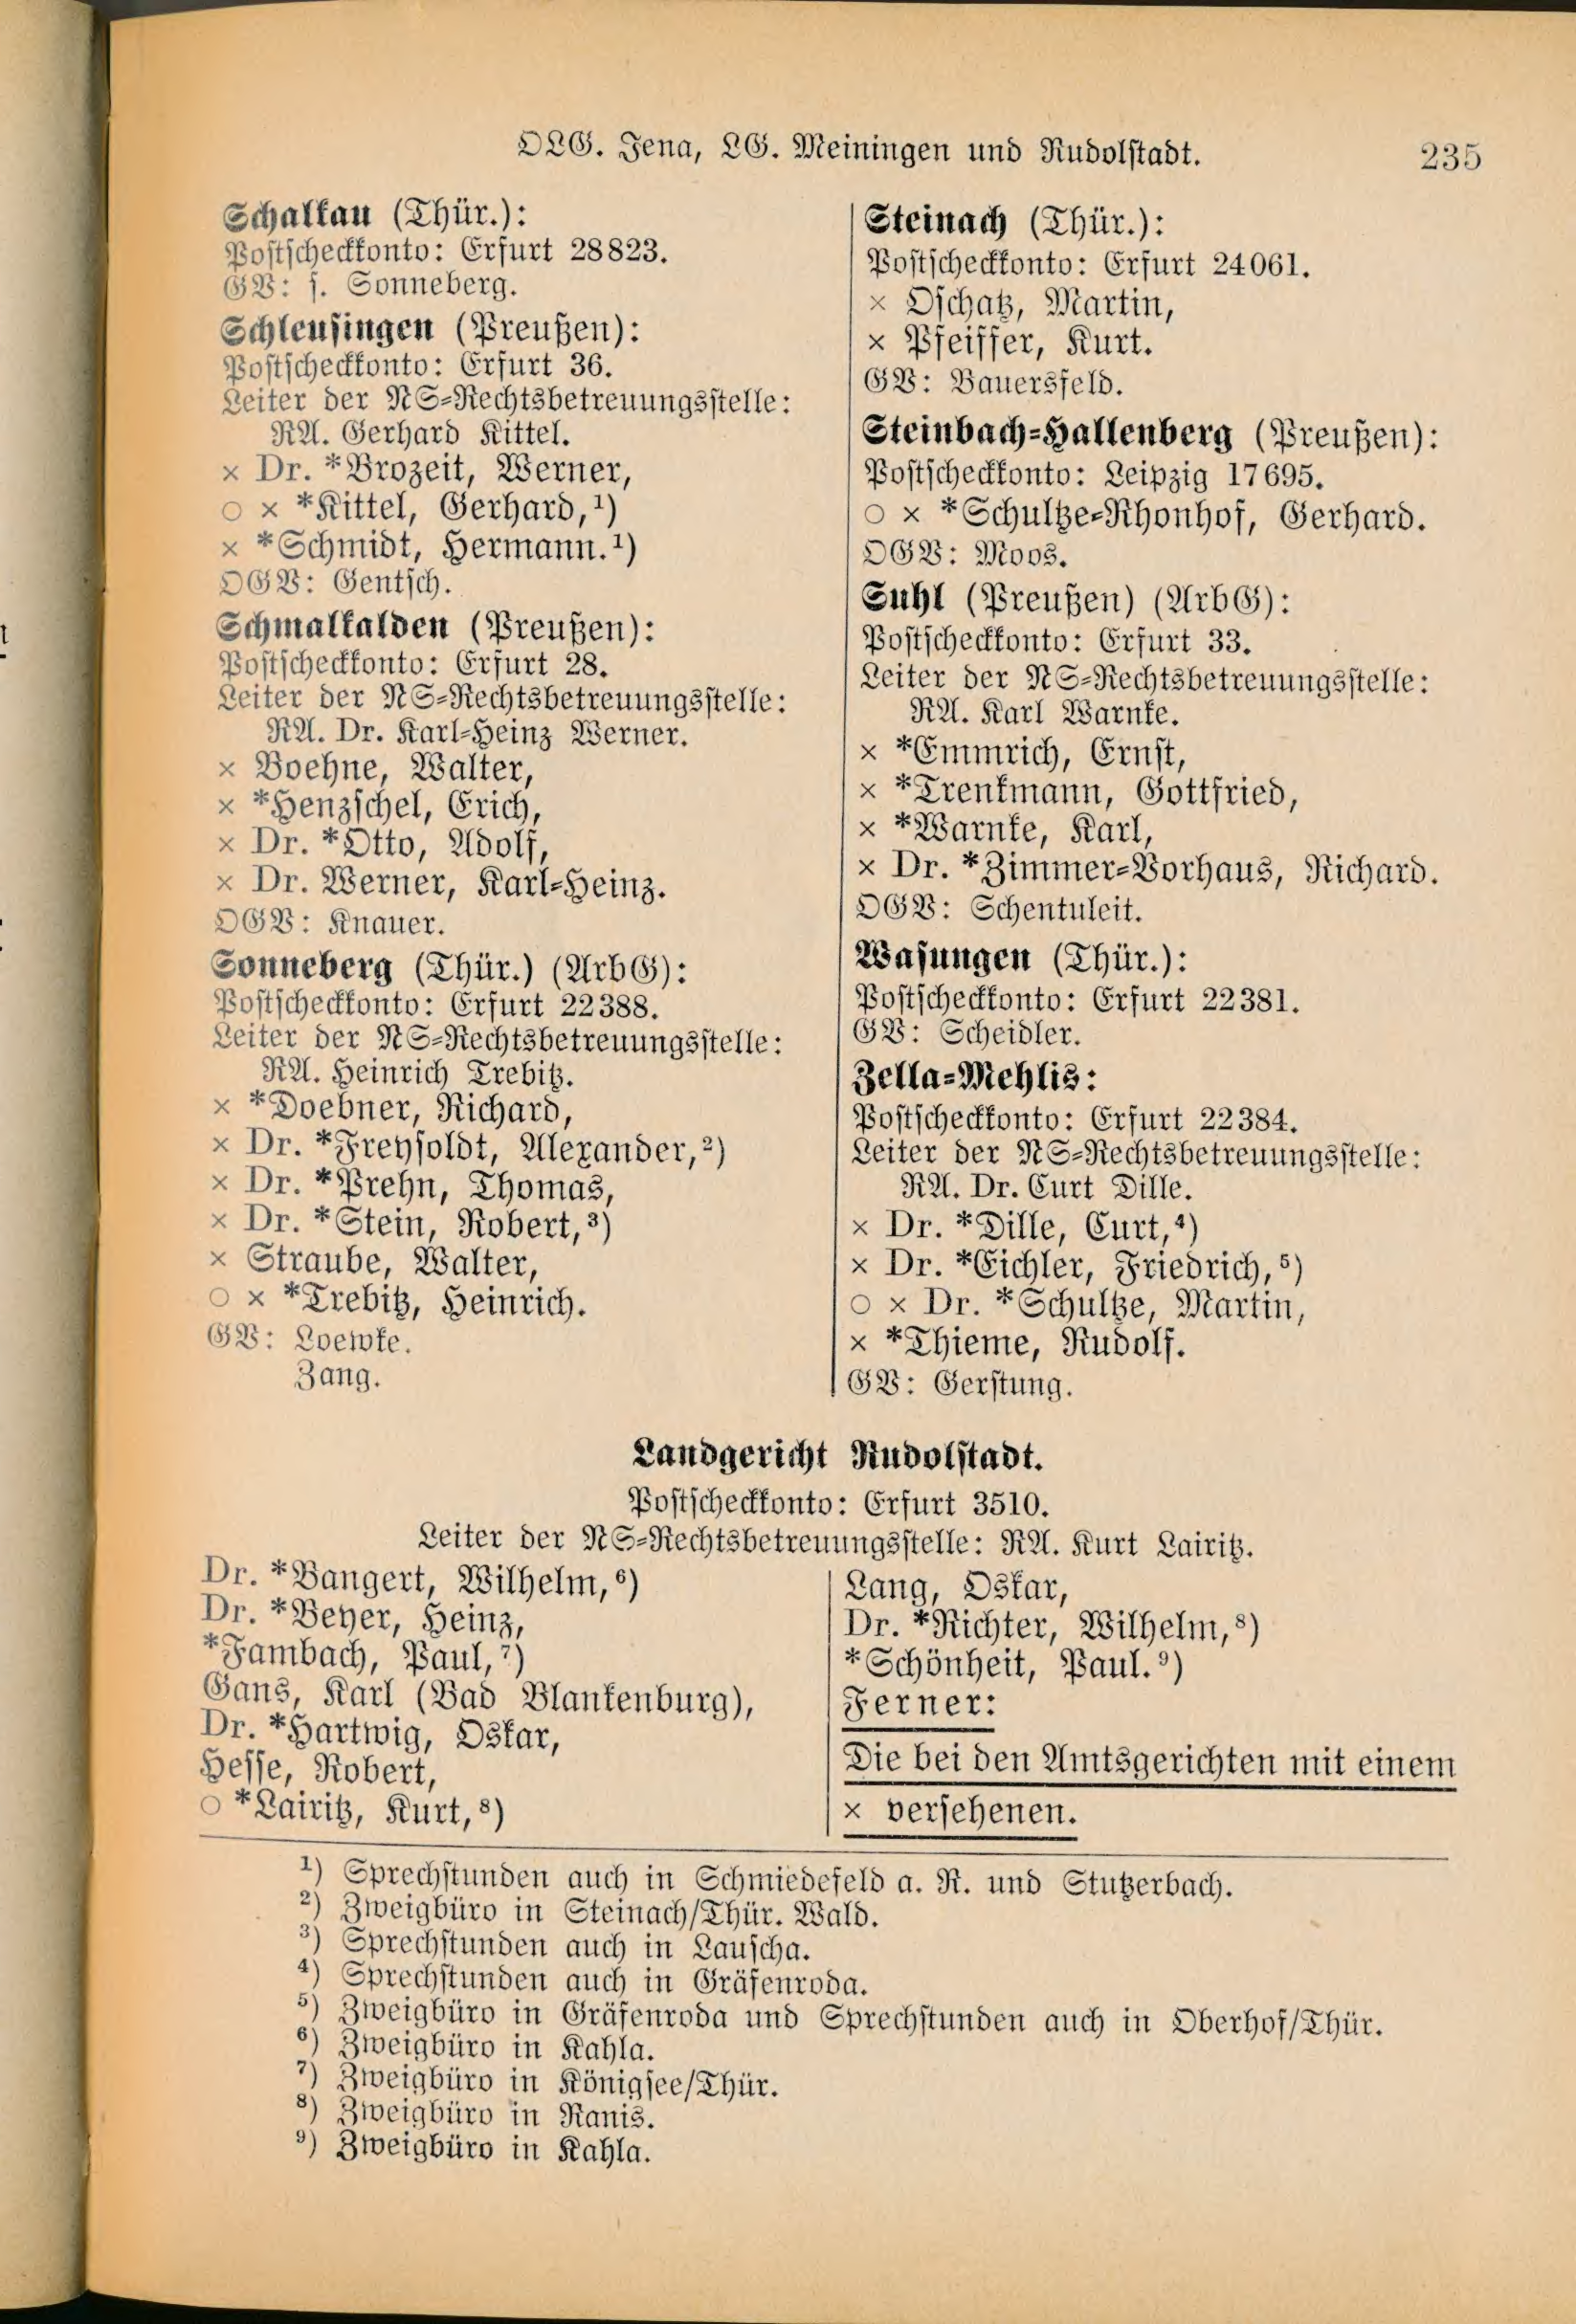 OLG. Jena, LG. Meiningen und Rudolstadt.
235
Schalkau (Thür.):
Postscheckkonto: Erfurt 28823.
GV: s. Sonneberg.
Schleusingen (Preußen):
Postscheckkonto: Erfurt 36.
Leiter der NS=Rechtsbetreuungsstelle:
RA. Gerhard Kittel.
× Dr. *Brozeit, Werner,
○ × *Kittel, Gerhard,¹)
× *Schmidt, Hermann.¹)
OGV: Gentsch.
Schmalkalden (Preußen):
Postscheckkonto: Erfurt 28.
Leiter der NS=Rechtsbetreuungsstelle:
RA. Dr. Karl=Heinz Werner.
× Boehne, Walter,
× *Henzschel, Erich,
× Dr. *Otto, Adolf,
× Dr. Werner, Karl=Heinz.
OGV: Knauer.
Sonneberg (Thür.) (ArbG):
Postscheckkonto: Erfurt 22388.
Leiter der NS=Rechtsbetreuungsstelle:
RA. Heinrich Trebitz.
× *Doebner, Richard,
× Dr. *Freysoldt, Alexander,²)
× Dr. *Prehn, Thomas,
× Dr. *Stein, Robert,³)
× Straube, Walter,
○ × *Trebitz, Heinrich.
GV: Loewke.
Zang.
Steinach (Thür.):
Postscheckkonto: Erfurt 24061.
× Oschatz, Martin,
× Pfeiffer, Kurt.
GV: Bauersfeld.
Steinbach=Hallenberg (Preußen):
Postscheckkonto: Leipzig 17695.
○ × *Schultze=Rhonhof, Gerhard.
OGV: Moos.
Suhl (Preußen) (ArbG):
Postscheckkonto: Erfurt 33.
Leiter der NS=Rechtsbetreuungsstelle:
RA. Karl Warnke.
× *Emmrich, Ernst,
× *Trenkmann, Gottfried,
× *Warnke, Karl,
× Dr. *Zimmer=Vorhaus, Richard.
OGV: Schentuleit.
Wasungen (Thür.):
Postscheckkonto: Erfurt 22381.
GV: Scheidler.
Zella=Mehlis:
Postscheckkonto: Erfurt 22384.
Leiter der NS=Rechtsbetreuungsstelle:
RA. Dr. Curt Dille.
× Dr. *Dille, Curt,⁴)
× Dr. *Eichler, Friedrich,⁵)
○ × Dr. *Schultze, Martin,
× *Thieme, Rudolf.
GV: Gerstung.
Landgericht Rudolstadt.
Postscheckkonto: Erfurt 3510.
Leiter der NS=Rechtsbetreuungsstelle: RA. Kurt Lairitz.
Dr. *Bangert, Wilhelm,⁶)
Dr. *Beyer, Heinz,
*Fambach, Paul,⁷)
Gans, Karl (Bad Blankenburg),
Dr. *Hartwig, Oskar,
Hesse, Robert,
○ *Lairitz, Kurt,⁸)
Lang, Oskar,
Dr. *Richter, Wilhelm,⁸)
*Schönheit, Paul.⁹)
Ferner:
Die bei den Amtsgerichten mit einem
× versehenen.
¹) Sprechstunden auch in Schmiedefeld a. R. und Stutzerbach.
²) Zweigbüro in Steinach/Thür. Wald.
³) Sprechstunden auch in Lauscha.
⁴) Sprechstunden auch in Gräfenroda.
⁵) Zweigbüro in Gräfenroda und Sprechstunden auch in Oberhof/Thür.
⁶) Zweigbüro in Kahla.
⁷) Zweigbüro in Königsee/Thür.
⁸) Zweigbüro in Ranis.
⁹) Zweigbüro in Kahla.